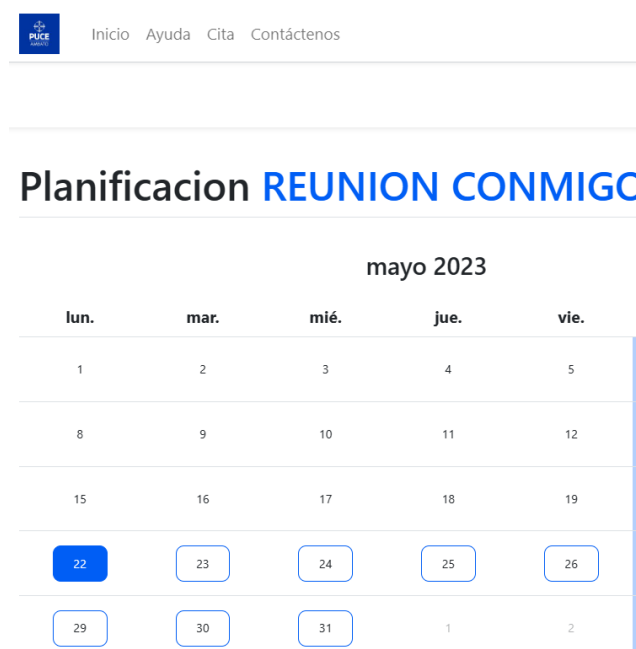 PUCE
AMBATO
Inicio Ayuda Cita Contáctenos
Planificacion REUNION CONMIGO
mayo 2023
lun. mar. mié. jue. vie.
1 2 3 4 5
8 9 10 11 12
15 16 17 18 19
22 23 24 25 26
29 30 31 1 2